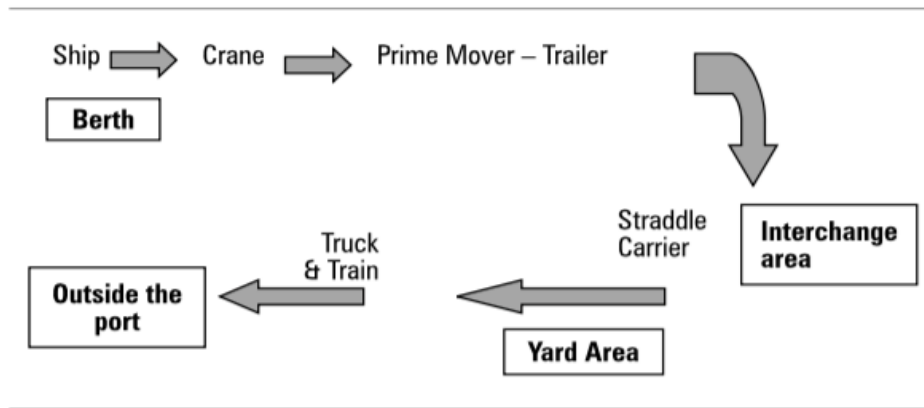 Ship
Crane
Prime Mover – Trailer
Berth
Straddle
Carrier
Interchange
area
Truck
& Train
Outside the
port
Yard Area